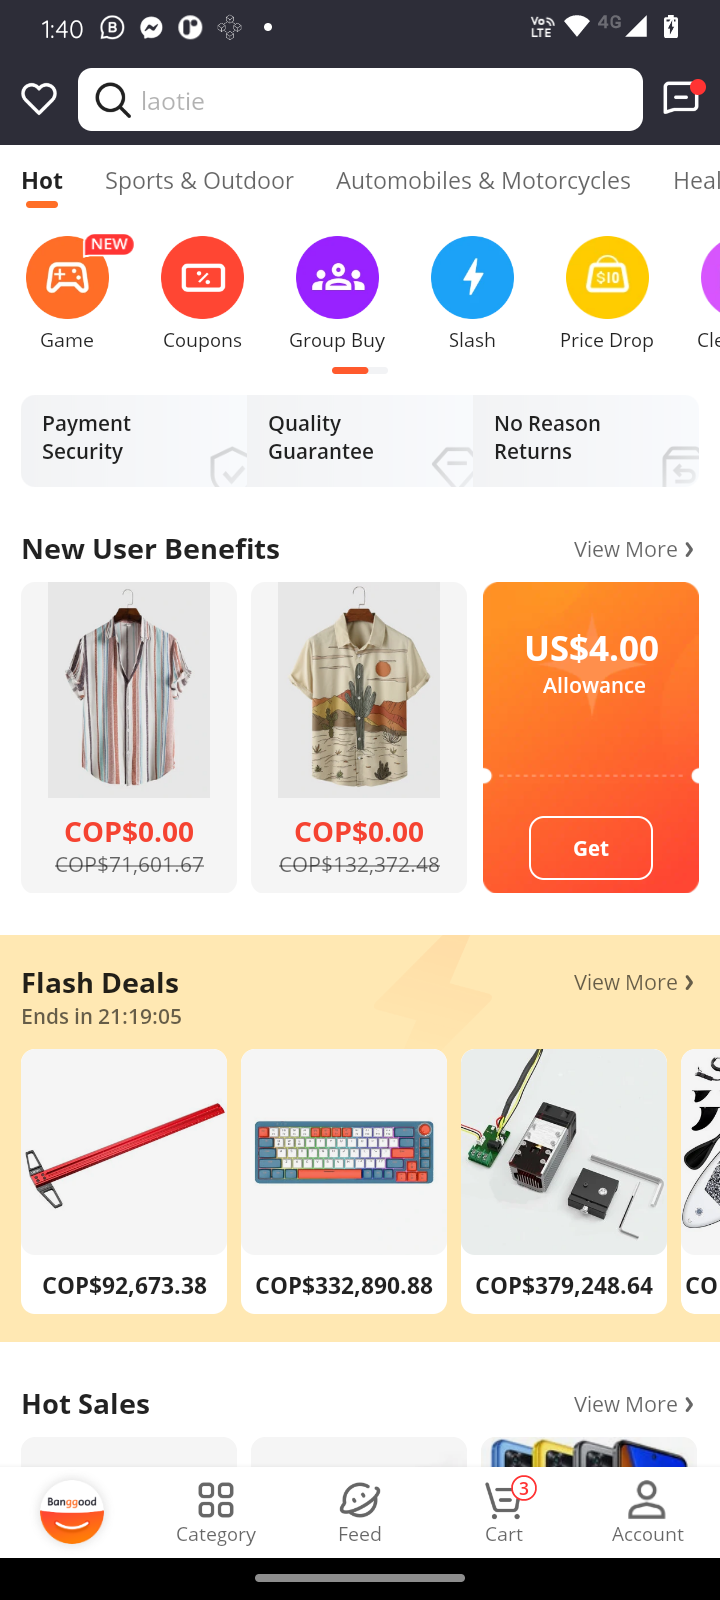 1:40
Vo LTE
4G
laotie
Hot Sports & Outdoor Automobiles & Motorcycles Heal
NEW
Game Coupons Group Buy Slash Price Drop Cle
$10
Payment Security
Quality Guarantee
No Reason Returns
New User Benefits View More
US$4.00
Allowance
COP$0.00 COP$0.00
COP$71,601.67 COP$132,372.48
Get
Flash Deals View More
Ends in 21:19:05
COP$92,673.38 COP$332,890.88 COP$379,248.64 CO
Hot Sales View More
Banggood
3
Category Feed Cart Account